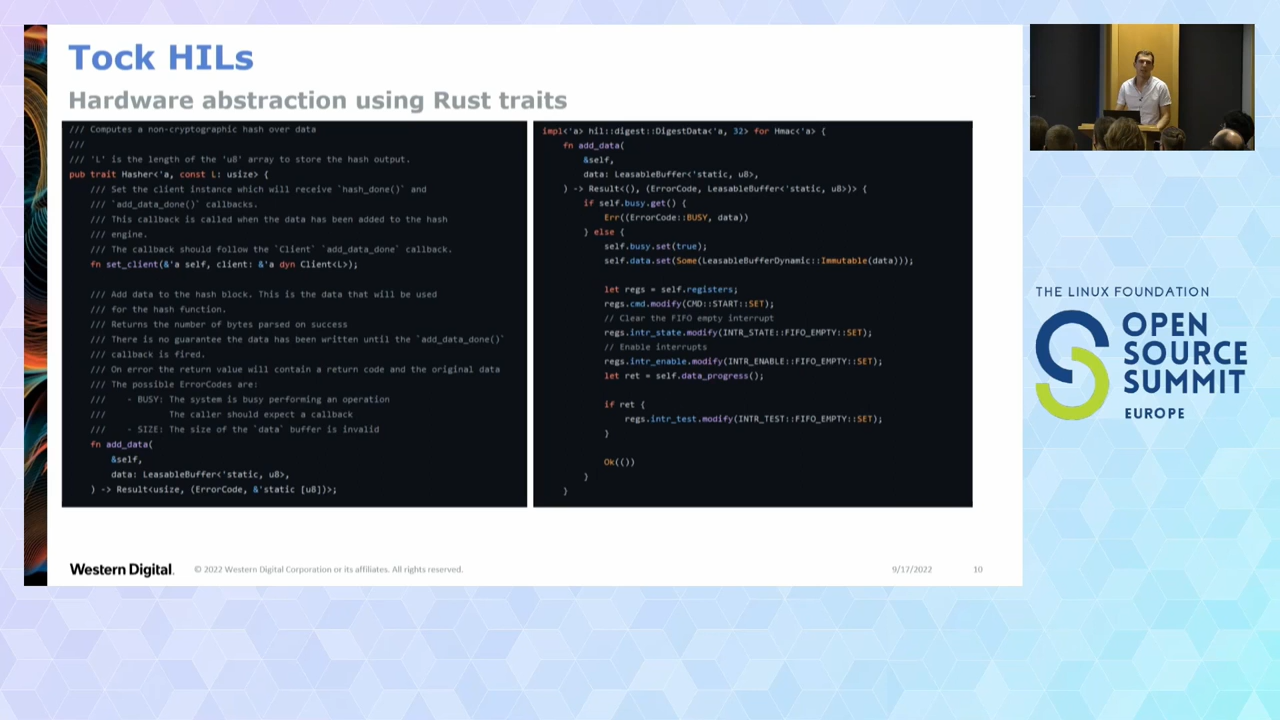 Tock HILs
Hardware abstraction using Rust traits
/// Computes a non-cryptographic hash over data
///
/// 'L' is the length of the 'u8' array to store the hash output.
pub trait Hasher<'a, const L: usize> {
/// Set the client instance which will receive `hash_done()` and
/// `add_data_done()` callbacks.
/// This callback is called when the data has been added to the hash
/// engine.
/// The callback should follow the `Client` `add_data_done` callback.
fn set_client(&'a self, client: &'a dyn Client<L>);
/// Add data to the hash block. This is the data that will be used
/// for the hash function.
/// Returns the number of bytes parsed on success
/// There is no guarantee the data has been written until the `add_data_done()`
/// callback is fired.
/// On error the return value will contain a return code and the original data
/// The possible ErrorCodes are:
/// - BUSY: The system is busy performing an operation
/// The caller should expect a callback
/// - SIZE: The size of the `data` buffer is invalid
fn add_data(
&self,
data: LeasableBuffer<'static, u8>,
) -> Result<usize, (ErrorCode, &'static [u8])>;
impl<'a> hil::digest::DigestData<'a, 32> for Hmac<'a> {
fn add_data(
&self,
data: LeasableBuffer<'static, u8>,
) -> Result<(), (ErrorCode, LeasableBuffer<'static, u8>)> {
if self.busy.get() {
Err((ErrorCode::BUSY, data))
} else {
self.busy.set(true);
self.data.set(Some(LeasableBufferDynamic::Immutable(data)));
let regs = self.registers;
regs.cmd.modify(CMD::START::SET);
// Clear the FIFO empty interrupt
regs.intr_state.modify(INTR_STATE::FIFO_EMPTY::SET);
// Enable interrupts
regs.intr_enable.modify(INTR_ENABLE::FIFO_EMPTY::SET);
let ret = self.data_progress();
if ret {
regs.intr_test.modify(INTR_TEST::FIFO_EMPTY::SET);
}
Ok(())
}
}
Western Digital.
© 2022 Western Digital Corporation or its affiliates. All rights reserved.
9/17/2022
10
THE LINUX FOUNDATION
OPEN
SOURCE
SUMMIT
EUROPE